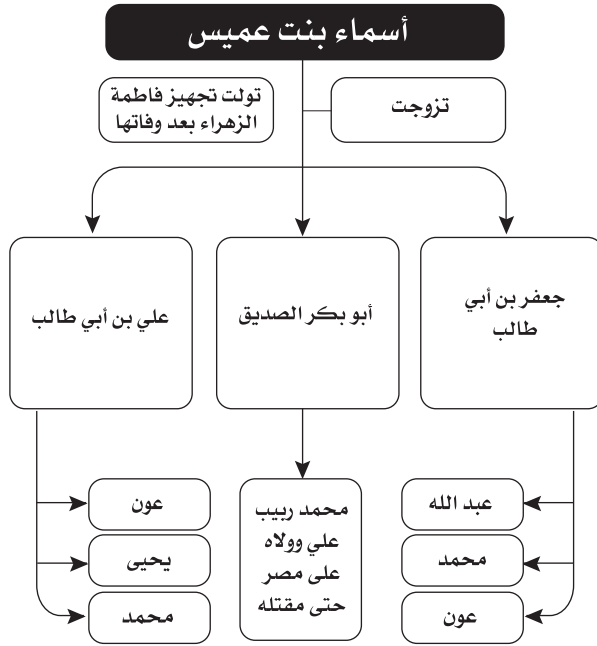 أسماء بنت عميس
تزوجت
تولت تجهيز فاطمة
الزهراء بعد وفاتها
جعفر بن أبي
طالب
أبو بكر الصديق
علي بن أبي طالب
عبد الله
محمد
عون
محمد ربيب
علي وولاه
على مصر
حتى مقتله
عون
يحيى
محمد